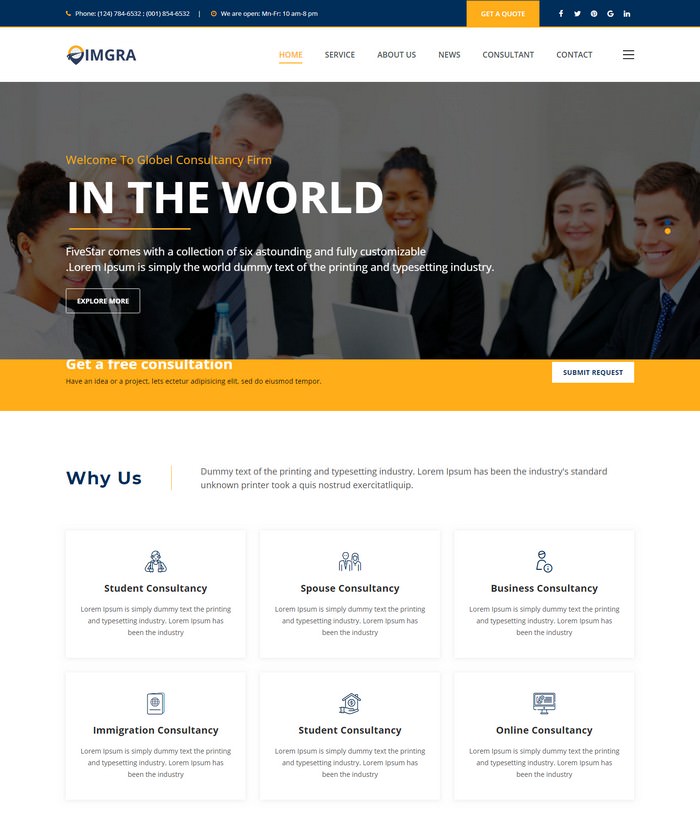 Phone: (124) 784-6532 ; (001) 854-6532 | We are open: Mn-Fr: 10 am-8 pm
GET A QUOTE
IMGRA
HOME SERVICE ABOUT US NEWS CONSULTANT CONTACT
Welcome To Globel Consultancy Firm
IN THE WORLD
FiveStar comes with a collection of six astounding and fully customizable
.Lorem Ipsum is simply the world dummy text of the printing and typesetting industry.
EXPLORE MORE
Get a free consultation
Have an idea or a project, lets ectetur adipisicing elit, sed do eiusmod tempor.
SUBMIT REQUEST
Why Us
Dummy text of the printing and typesetting industry. Lorem Ipsum has been the industry's standard
unknown printer took a quis nostrud exercitatliquip.
Student Consultancy
Lorem Ipsum is simply dummy text the printing
and typesetting industry. Lorem Ipsum has
been the industry
Spouse Consultancy
Lorem Ipsum is simply dummy text the printing
and typesetting industry. Lorem Ipsum has
been the industry
Business Consultancy
Lorem Ipsum is simply dummy text the printing
and typesetting industry. Lorem Ipsum has
been the industry
Immigration Consultancy
Lorem Ipsum is simply dummy text the printing
and typesetting industry. Lorem Ipsum has
been the industry
Student Consultancy
Lorem Ipsum is simply dummy text the printing
and typesetting industry. Lorem Ipsum has
been the industry
Online Consultancy
Lorem Ipsum is simply dummy text the printing
and typesetting industry. Lorem Ipsum has
been the industry